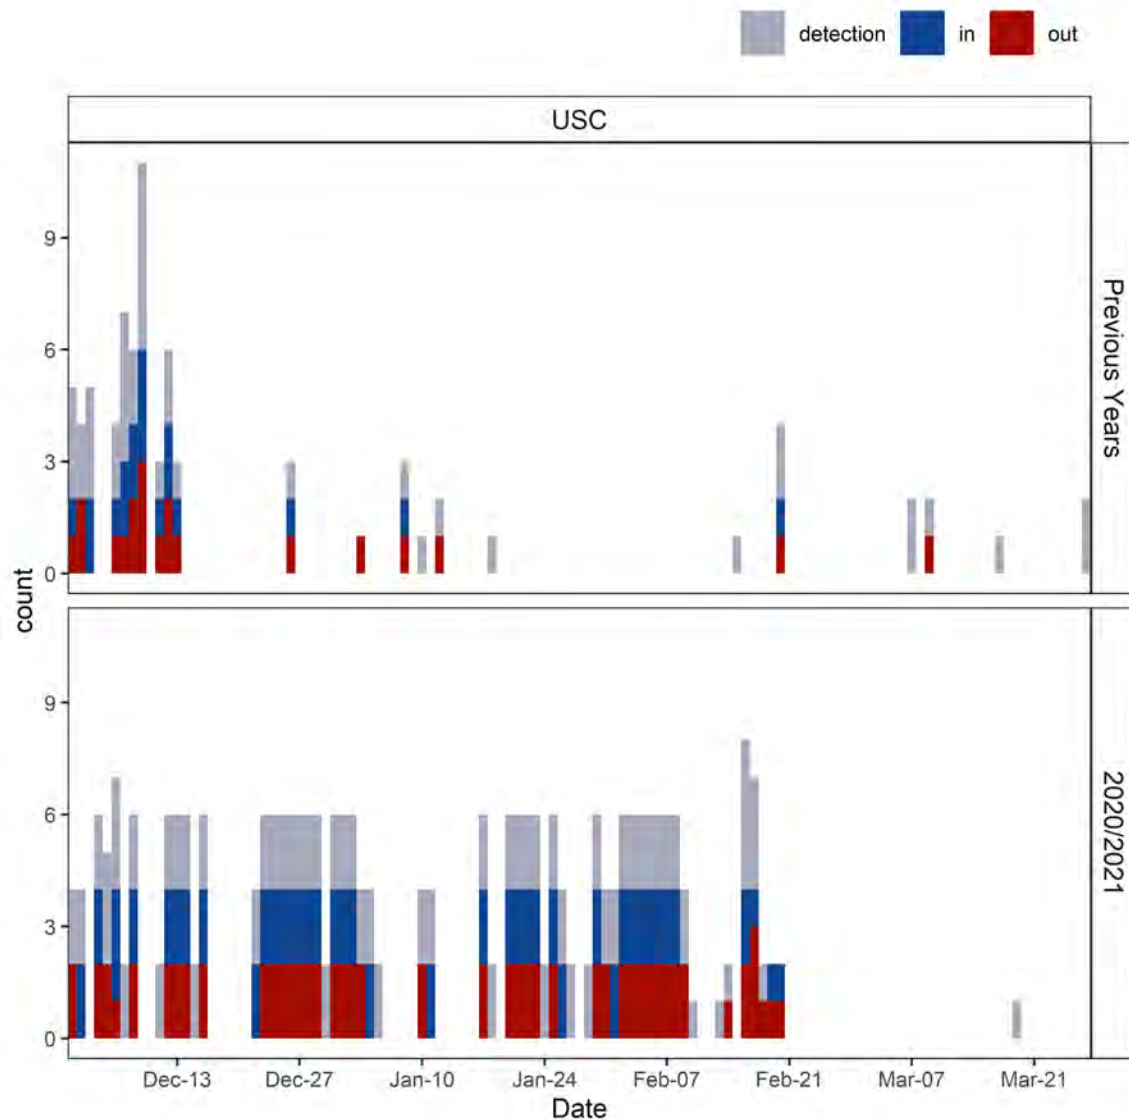 detection in out
USC
9
6
3
0
Previous Years
count
9
6
3
0
2020/2021
Dec-13 Dec-27 Jan-10 Jan-24 Feb-07 Feb-21 Mar-07 Mar-21
Date